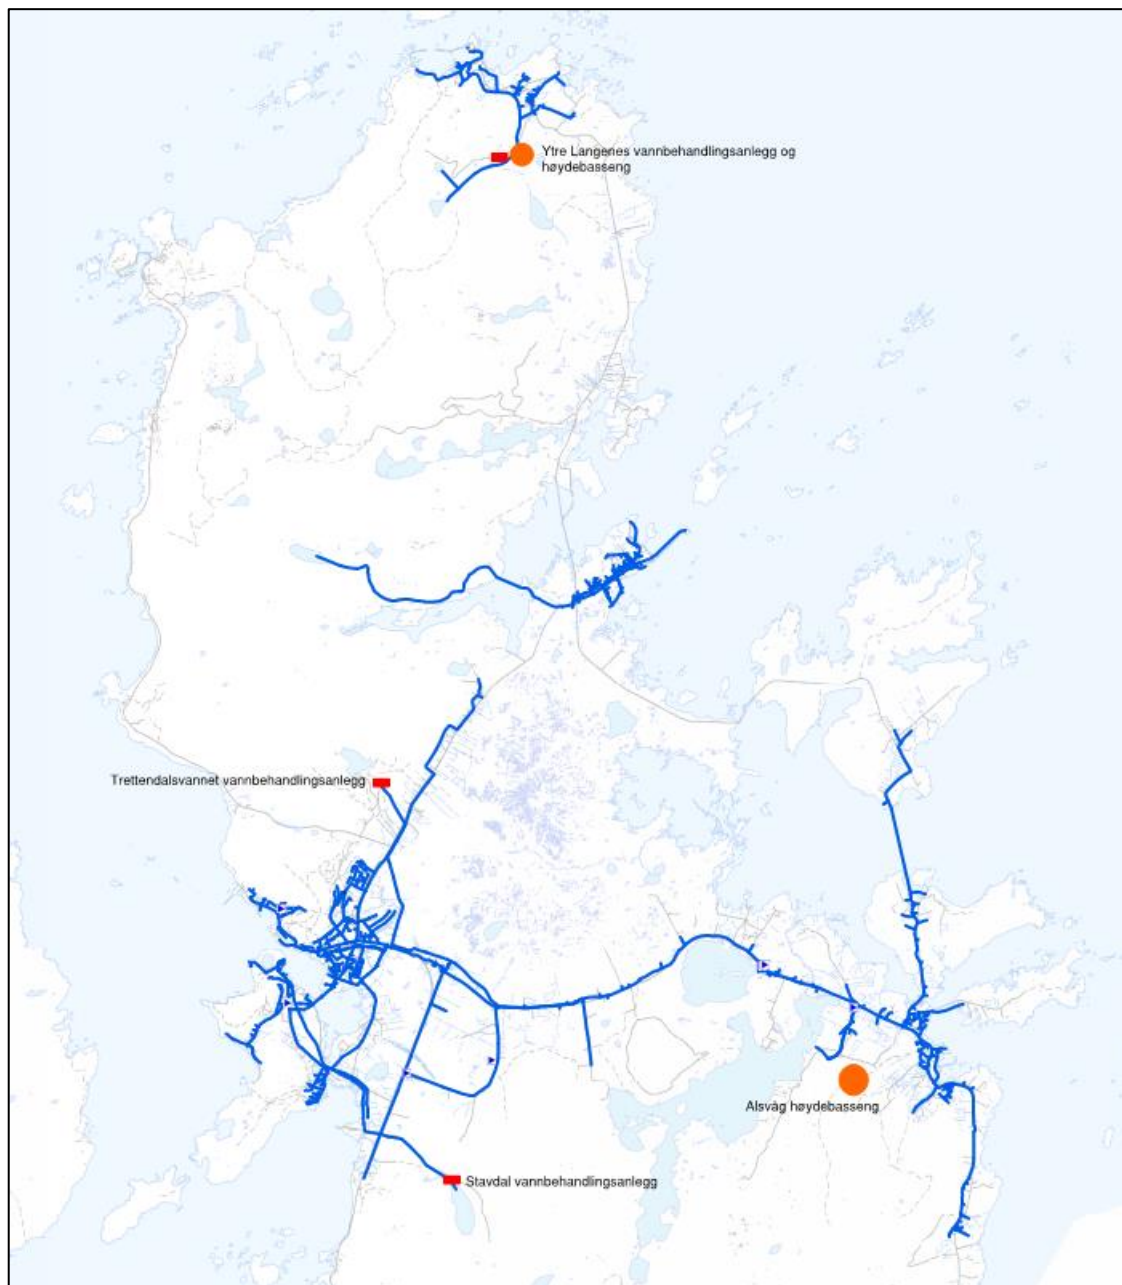 Ytre Langenes vannbehandlingsanlegg og
høydebasseng
Trettendalsvannet vannbehandlingsanlegg
Alsvåg høydebasseng
Stavdal vannbehandlingsanlegg